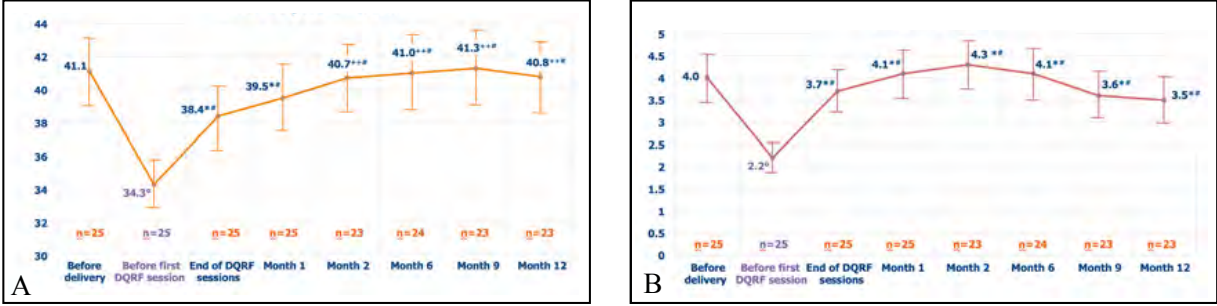 44
42
40
38
36
34
32
30
41.1
34.3°
38.4*#
39.5*#
40.7++#
41.0++#
41.3++#
40.8++#
n=25
n=25
n=25
n=25
n=23
n=24
n=23
n=23
Before
delivery
Before first
DQRF session
End of DQRF
sessions
Month 1
Month 2
Month 6
Month 9
Month 12
A
5
4.5
4
3.5
3
2.5
2
1.5
1
0.5
0
4.0
2.2°
3.7*#
4.1*#
4.3 *#
4.1*#
3.6*#
3.5*#
n=25
n=25
n=25
n=25
n=23
n=24
n=23
n=23
Before
delivery
Before first
DQRF session
End of DQRF
sessions
Month 1
Month 2
Month 6
Month 9
Month 12
B